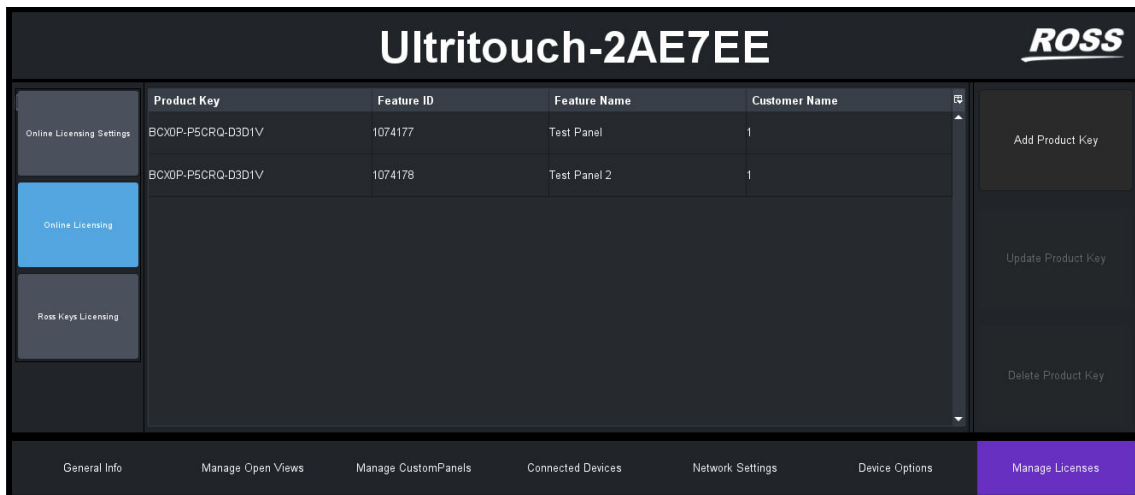 Ultritouch-2AE7EE
ROSS
Online Licensing Settings
Online Licensing
Ross Keys Licensing
Product Key Feature ID Feature Name Customer Name
BCX0P-P5CRQ-D3D1V 1074177 Test Panel 1
BCX0P-P5CRQ-D3D1V 1074178 Test Panel 2 1
Add Product Key
Update Product Key
Delete Product Key
General Info Manage Open Views Manage CustomPanels Connected Devices Network Settings Device Options Manage Licenses